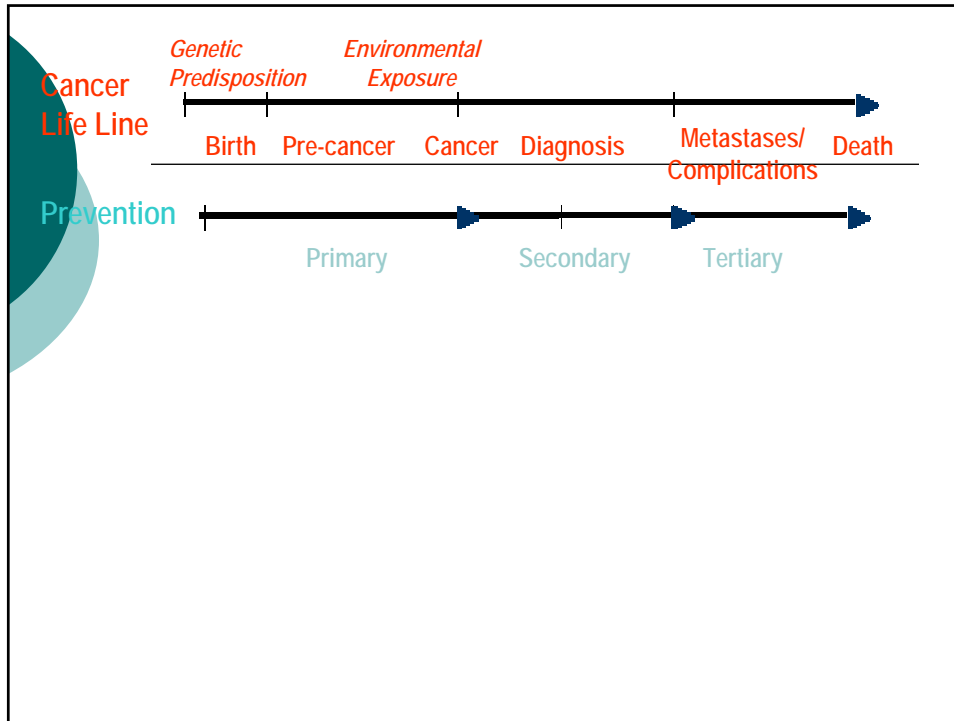 Genetic Predisposition
Environmental Exposure
Cancer Life Line
Birth Pre-cancer Cancer Diagnosis Metastases/ Complications Death
Prevention
Primary Secondary Tertiary